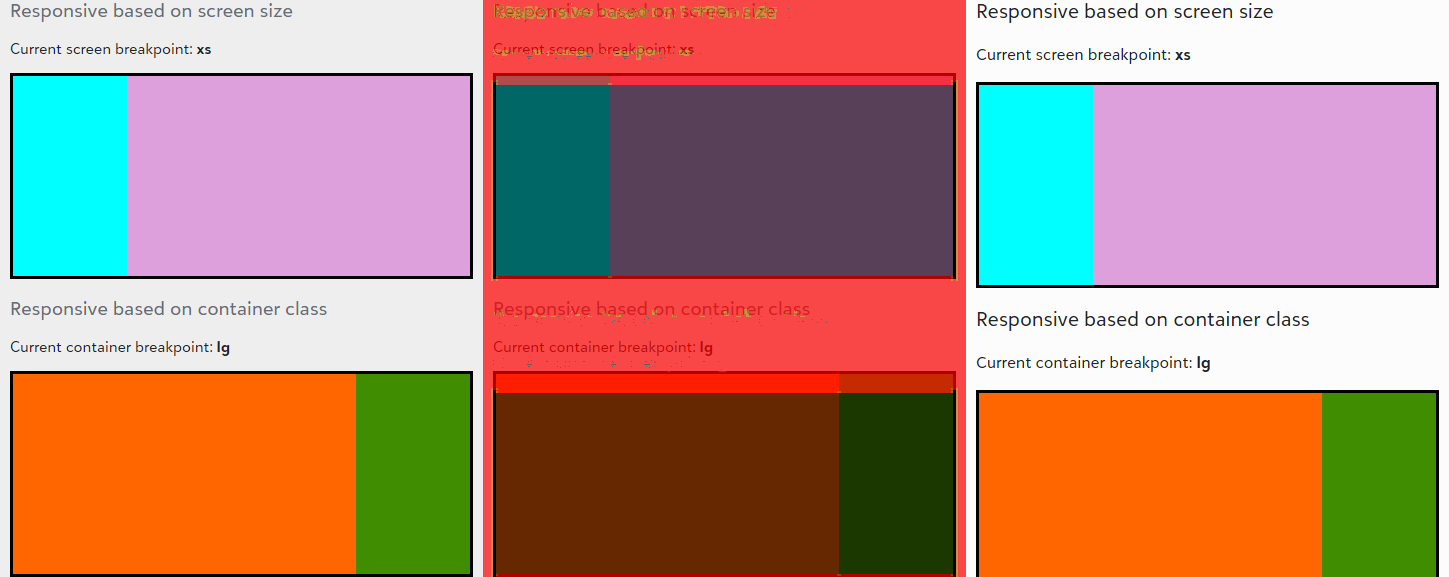 Responsive based on screen size
Current screen breakpoint: xs
Responsive based on container class
Current container breakpoint: lg
Responsive based on screen size
Current screen breakpoint: xs
Responsive based on container class
Current container breakpoint: lg
Responsive based on screen size
Current screen breakpoint: xs
Responsive based on container class
Current container breakpoint: lg